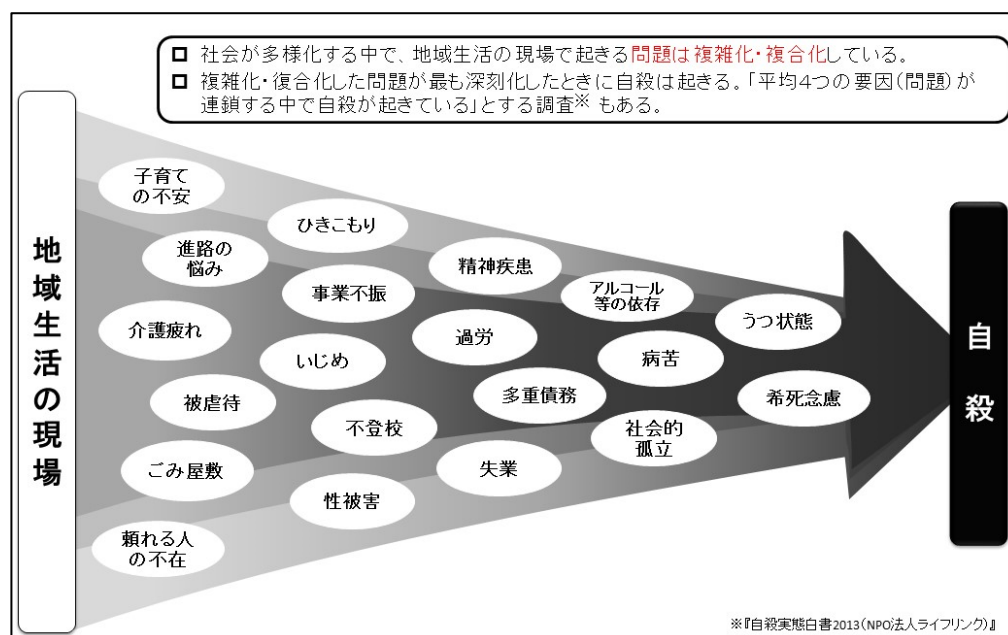 □ 社会が多様化する中で、地域生活の現場で起きる問題は複雑化・複合化している。
□ 複雑化・復合化した問題が最も深刻化したときに自殺は起きる。「平均4つの要因(問題)が
連鎖する中で自殺が起きている」とする調査※ もある。
地域生活の現場
子育て
の不安
進路の
悩み
介護疲れ
被虐待
ごみ屋敷
頼れる人
の不在
ひきこもり
事業不振
いじめ
不登校
性被害
精神疾患
過労
多重債務
失業
アルコール
等の依存
病苦
社会的
孤立
うつ状態
希死念慮
自殺
※『自殺実態白書2013(NPO法人ライフリンク)』